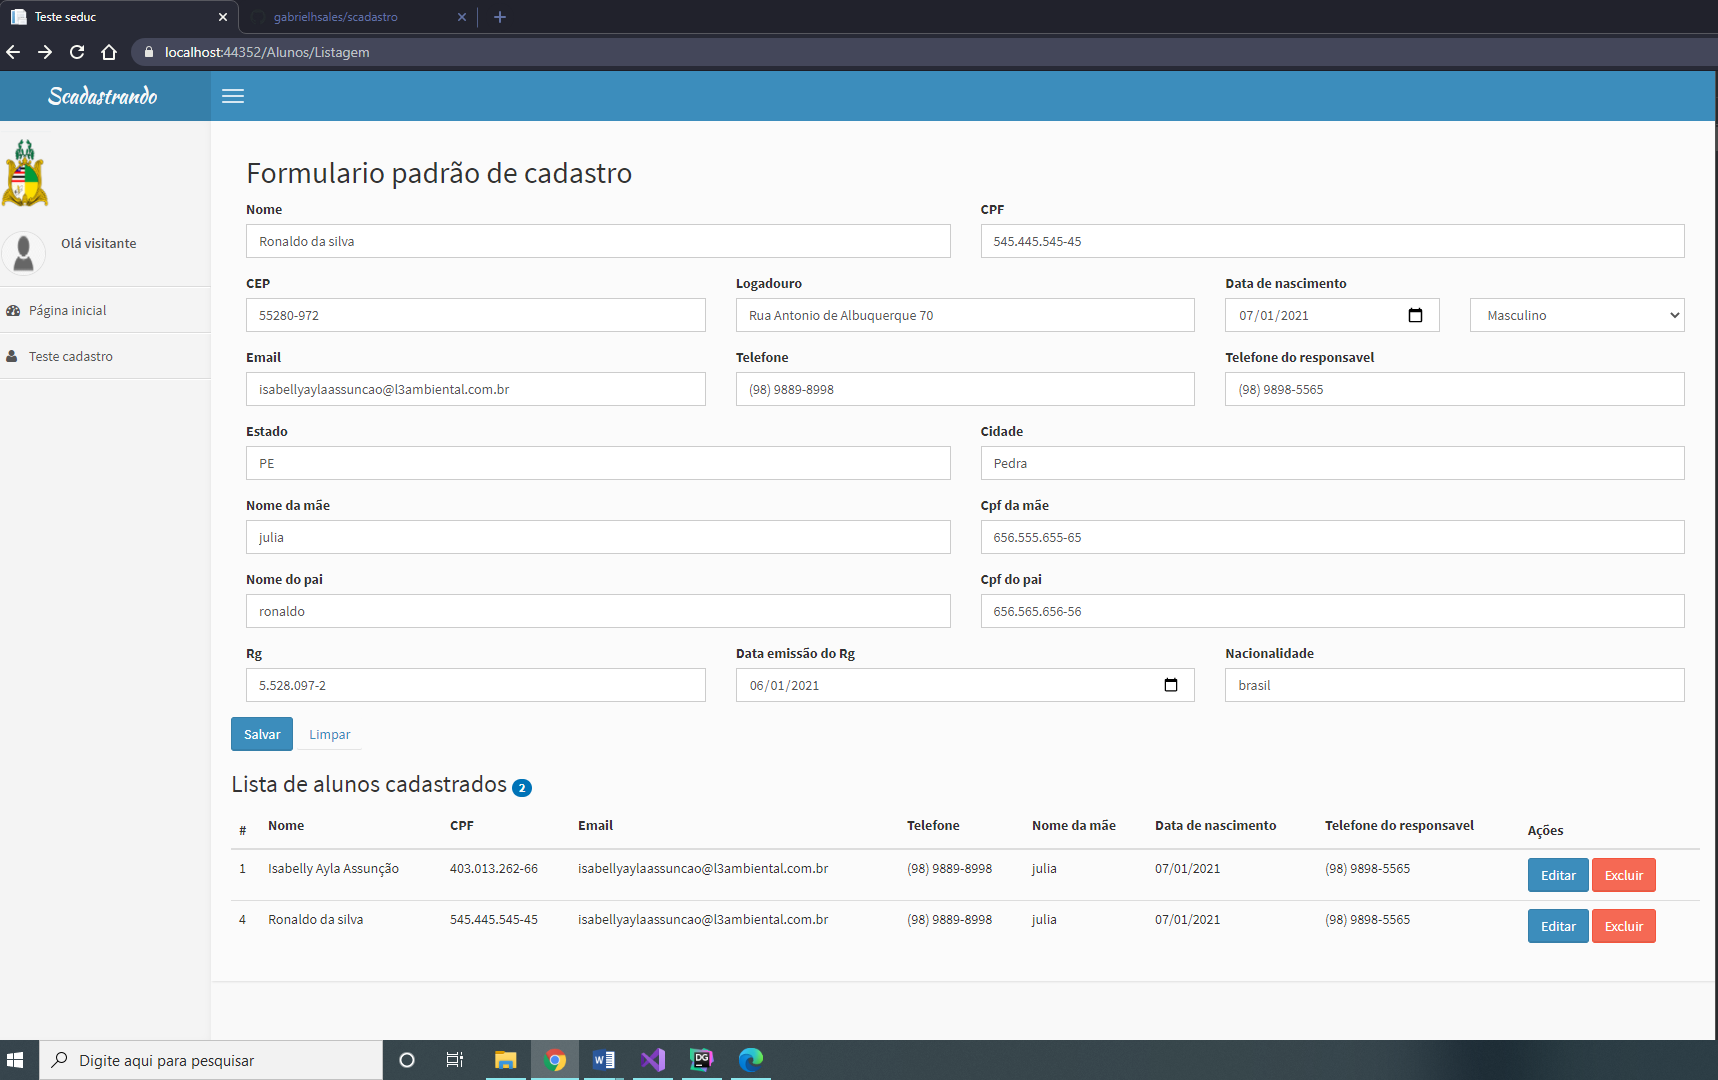 Teste seduc
gabrielhsales/scadastro
localhost:44352/Alunos/Listagem
Scadastrando
Olá visitante
Página inicial
Teste cadastro
Formulario padrão de cadastro
Nome CPF
Ronaldo da silva 545.445.545-45
CEP Logadouro Data de nascimento
55280-972 Rua Antonio de Albuquerque 70 07/01/2021 Masculino
Email Telefone Telefone do responsavel
isabellyaylaassuncao@l3ambiental.com.br (98) 9889-8998 (98) 9898-5565
Estado Cidade
PE Pedra
Nome da mãe Cpf da mãe
julia 656.555.655-65
Nome do pai Cpf do pai
ronaldo 656.565.656-56
Rg Data emissão do Rg Nacionalidade
5.528.097-2 06/01/2021 brasil
Salvar Limpar
Lista de alunos cadastrados 2
# Nome CPF Email Telefone Nome da mãe Data de nascimento Telefone do responsavel Ações
1 Isabelly Ayla Assunção 403.013.262-66 isabellyaylaassuncao@l3ambiental.com.br (98) 9889-8998 julia 07/01/2021 (98) 9898-5565 Editar Excluir
4 Ronaldo da silva 545.445.545-45 isabellyaylaassuncao@l3ambiental.com.br (98) 9889-8998 julia 07/01/2021 (98) 9898-5565 Editar Excluir
Digite aqui para pesquisar
W
DG